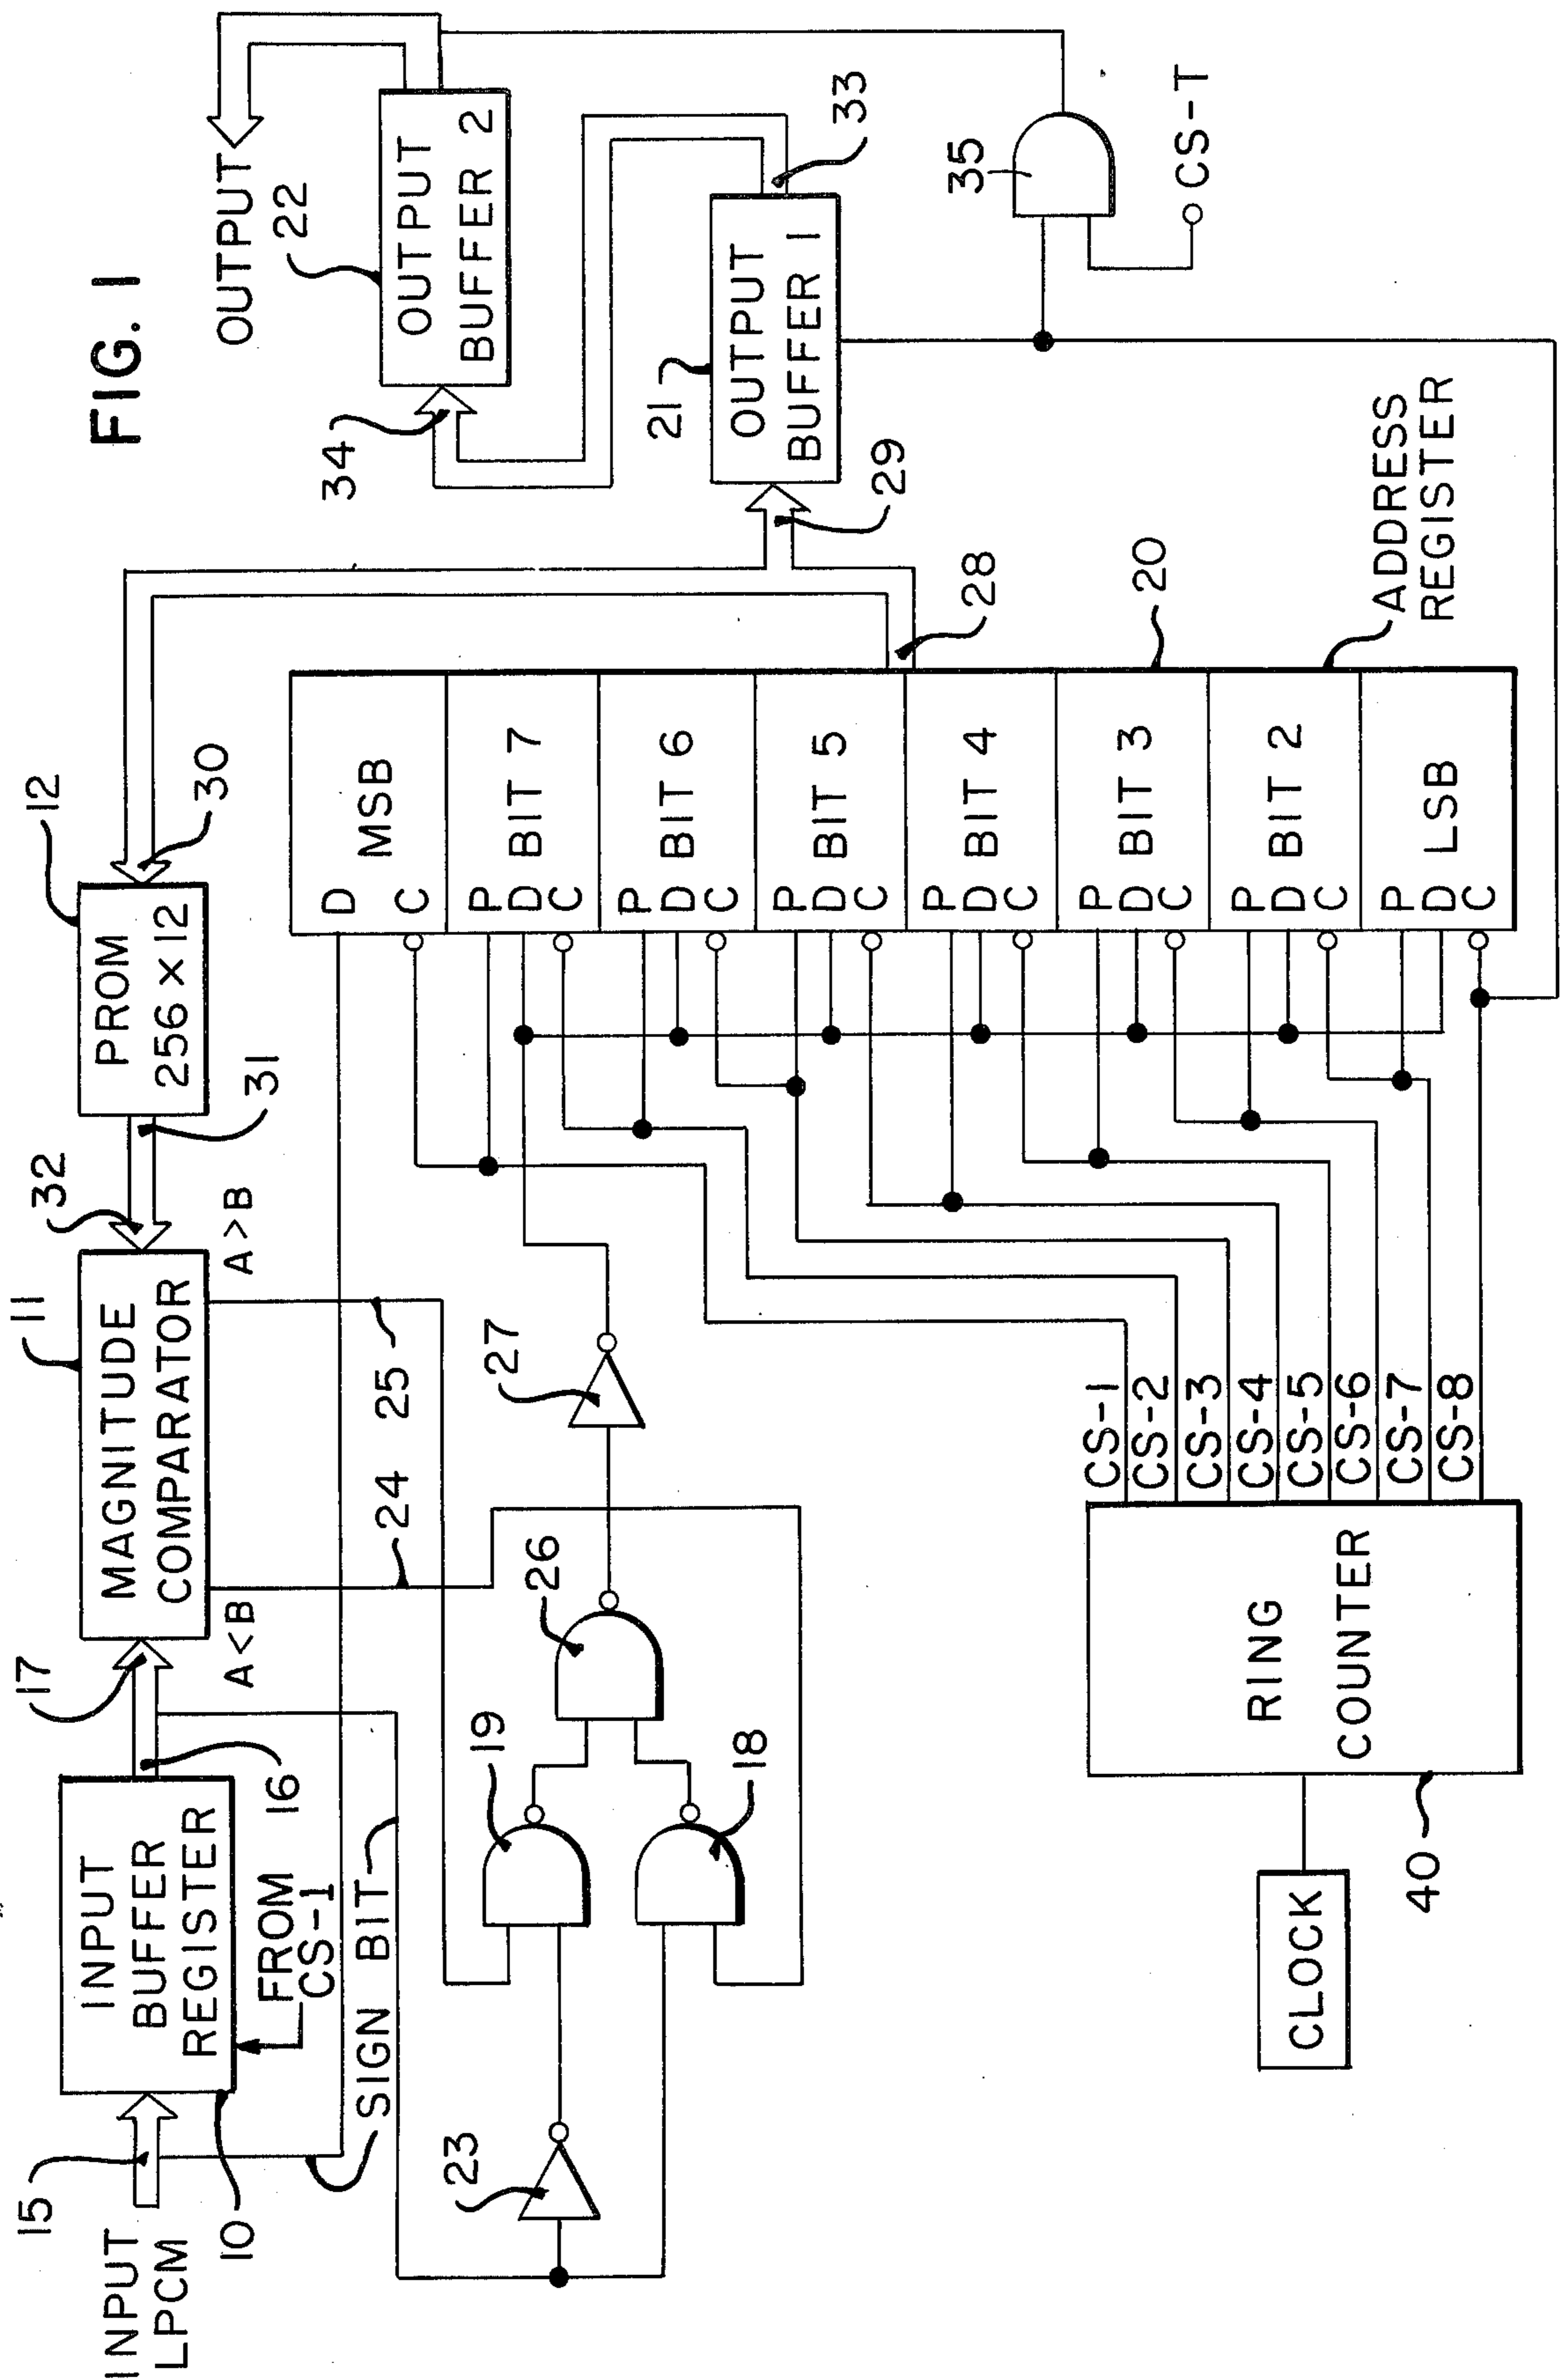 FIG. 1
INPUT
LPCM
15
10
INPUT
BUFFER
REGISTER
FROM
CS-1
SIGN BIT
16
17
11
MAGNITUDE
COMPARATOR
A<B
A>B
24
25
32
31
12
PROM
256 × 12
30
OUTPUT
22
OUTPUT
BUFFER 2
34
33
21
OUTPUT
BUFFER 1
29
28
35
CS-T
23
19
18
26
27
D
C
MSB
P
D
C
BIT 7
P
D
C
BIT 6
P
D
C
BIT 5
P
D
C
BIT 4
P
D
C
BIT 3
P
D
C
BIT 2
P
D
C
LSB
20
ADDRESS
REGISTER
CS-1
CS-2
CS-3
CS-4
CS-5
CS-6
CS-7
CS-8
RING
COUNTER
40
CLOCK